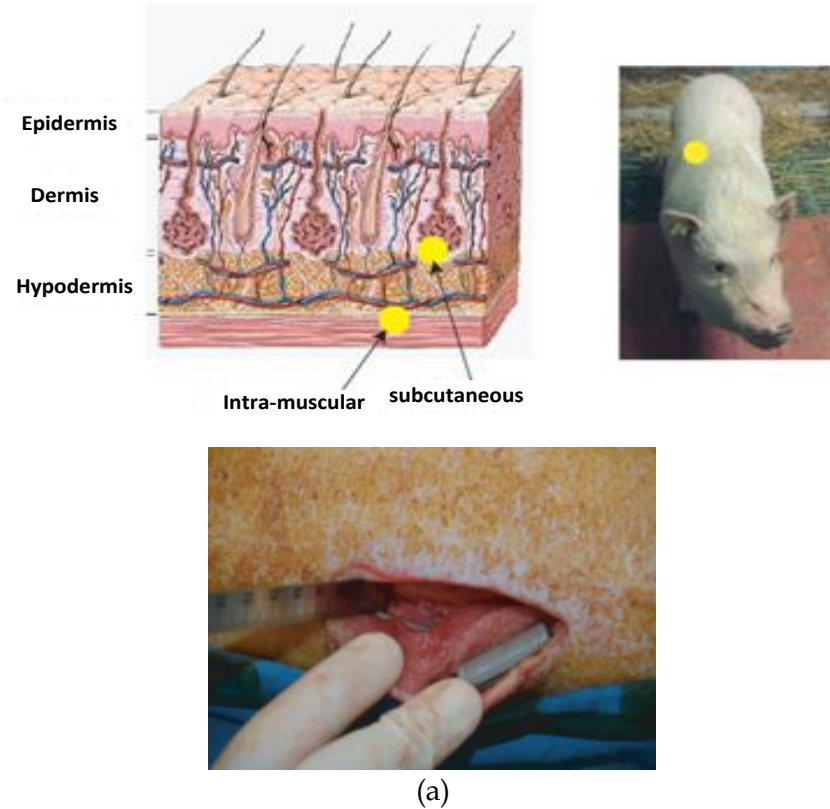 Epidermis
Dermis
Hypodermis
Intra-muscular
subcutaneous
(a)